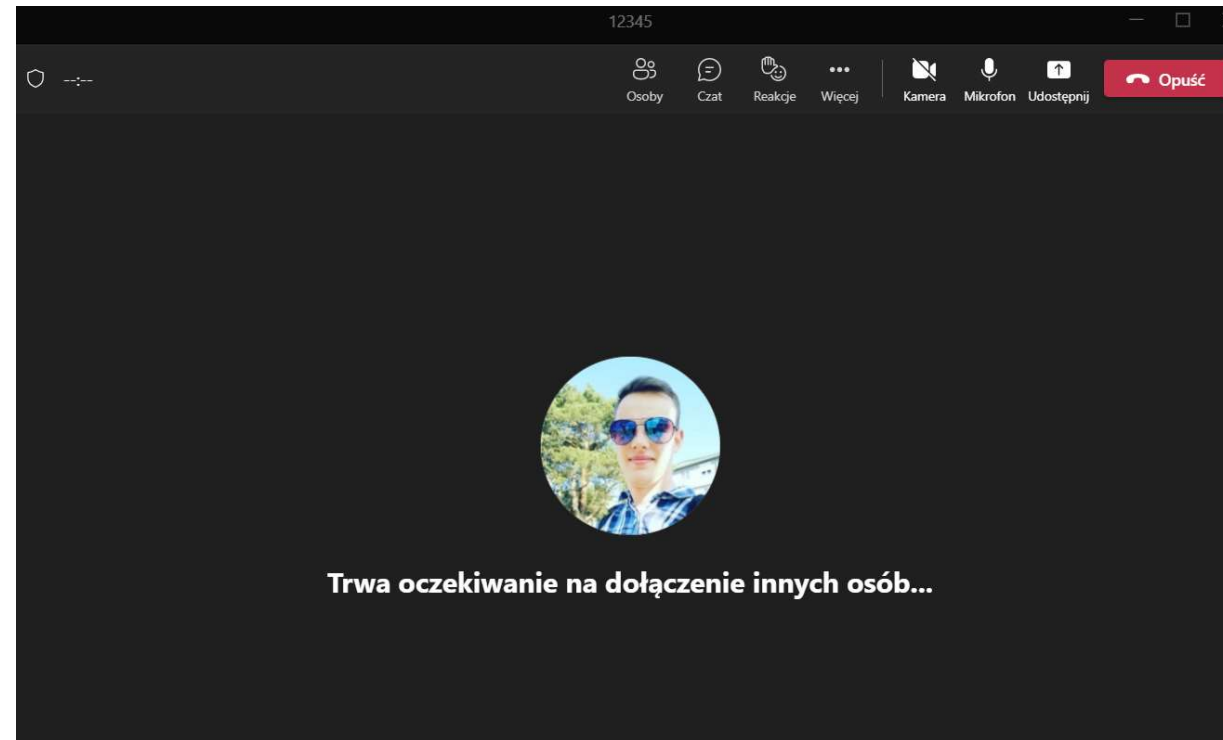 12345
--:--
Osoby
Czat
Reakcje
Więcej
Kamera
Mikrofon
Udostępnij
Opuść
Trwa oczekiwanie na dołączenie innych osób...